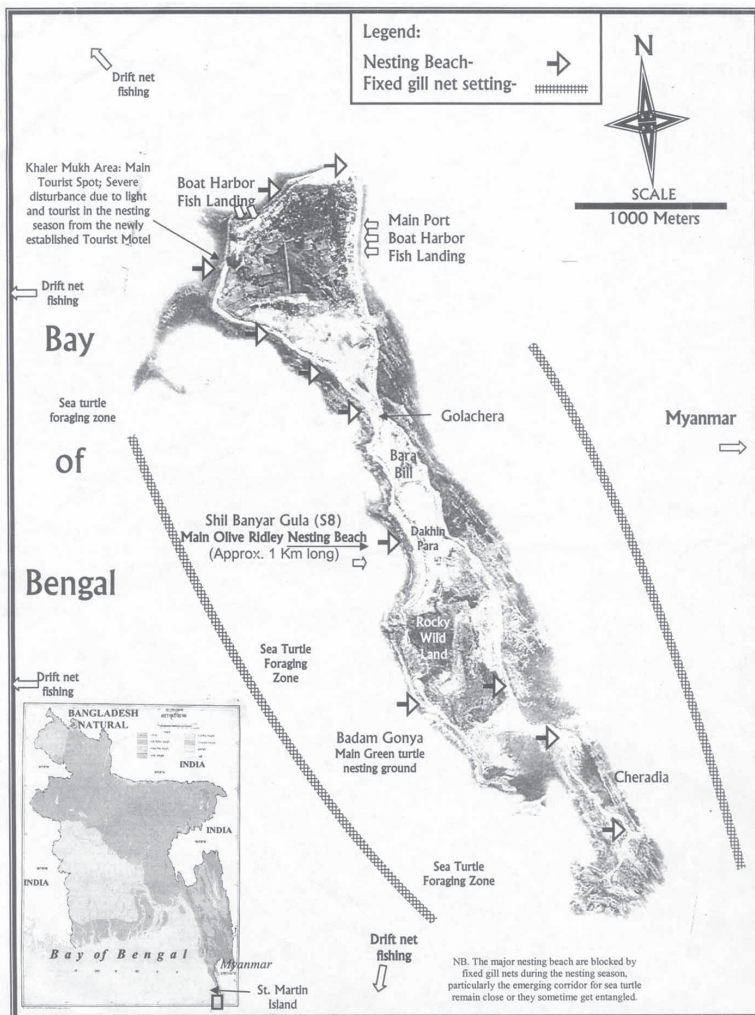 Legend:
Nesting Beach-
Fixed gill net setting-
N
SCALE
1000 Meters
Drift net
fishing
Khaler Mukh Area: Main
Tourist Spot; Severe
disturbance due to light
and tourist in the nesting
season from the newly
established Tourist Motel
Boat Harbor
Fish Landing
Main Port
Boat Harbor
Fish Landing
Drift net
fishing
Bay
of
Bengal
Sea turtle
foraging zone
Golachera
Myanmar
Bara
Bill
Shil Banyar Gula (S8)
Main Olive Ridley Nesting Beach
(Approx. 1 Km long)
Dakhin
Para
Rocky
Wild
Land
Sea Turtle
Foraging
Zone
Drift net
fishing
Badam Gonya
Main Green turtle
nesting ground
Cheradia
Sea Turtle
Foraging Zone
Drift net
fishing
NB. The major nesting beach are blocked by
fixed gill nets during the nesting season,
particularly the emerging corridor for sea turtle
remain close or they sometime get entangled.
BANGLADESH
NATURAL
INDIA
INDIA
INDIA
Bay of Bengal
Myanmar
St. Martin
Island